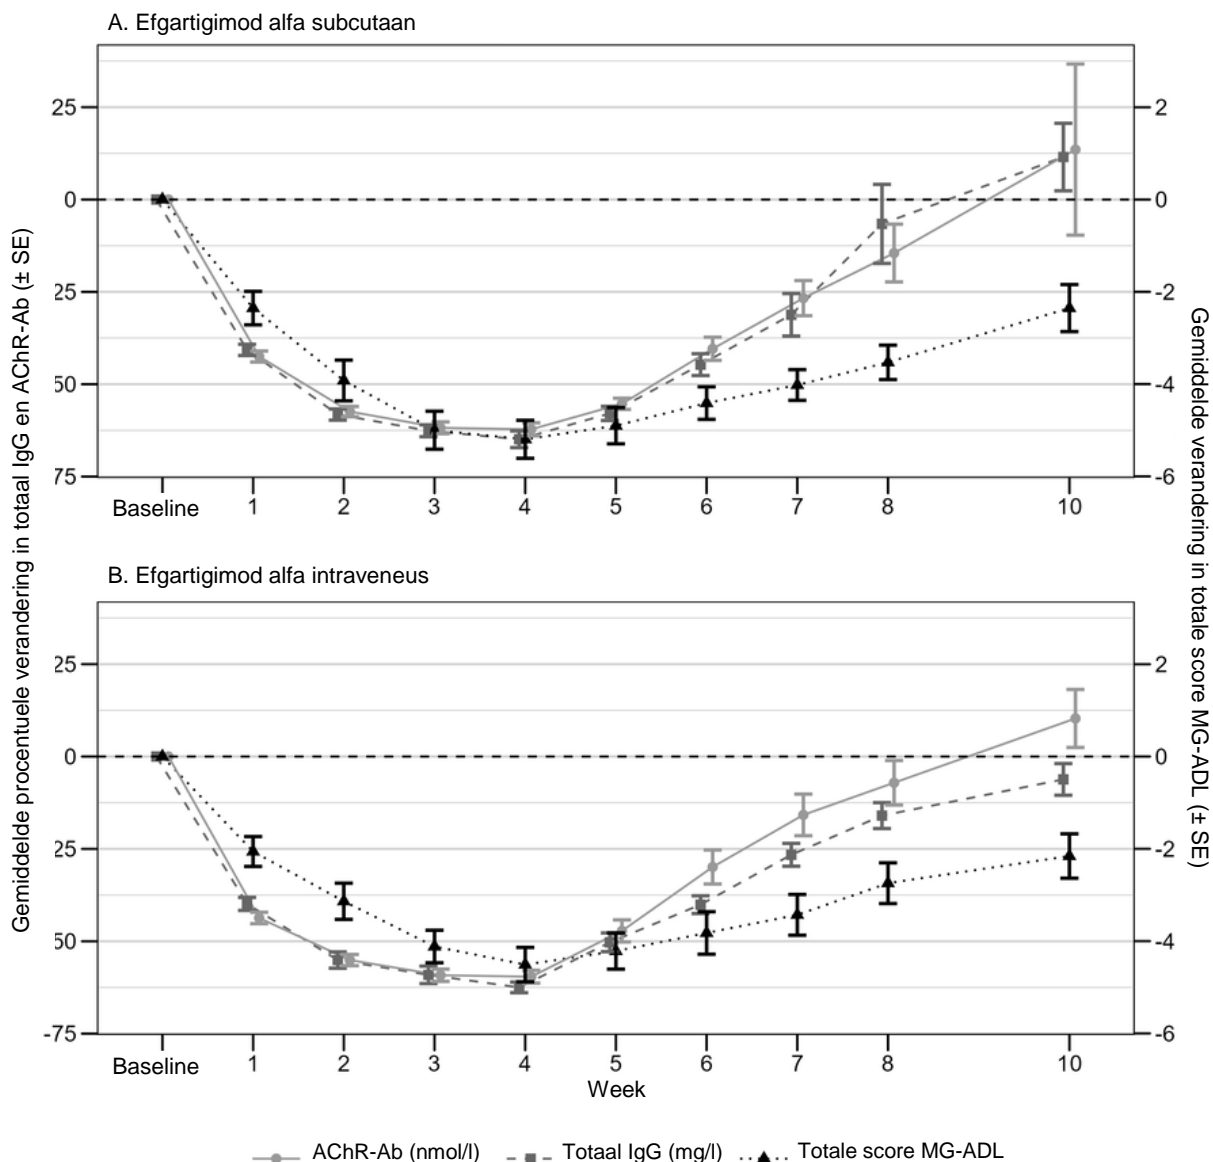 A. Efgartigimod alfa subcutaan
25
0
25
50
75
2
0
-2
-4
-6
Baseline 1 2 3 4 5 6 7 8 10
B. Efgartigimod alfa intraveneus
25
0
25
50
-75
2
0
-2
-4
-6
Baseline 1 2 3 4 5 6 7 8 10
Week
Gemiddelde procentuele verandering in totaal IgG en AChR-Ab (± SE)
Gemiddelde verandering in totale score MG-ADL (± SE)
AChR-Ab (nmol/l) Totaal IgG (mg/l) Totale score MG-ADL